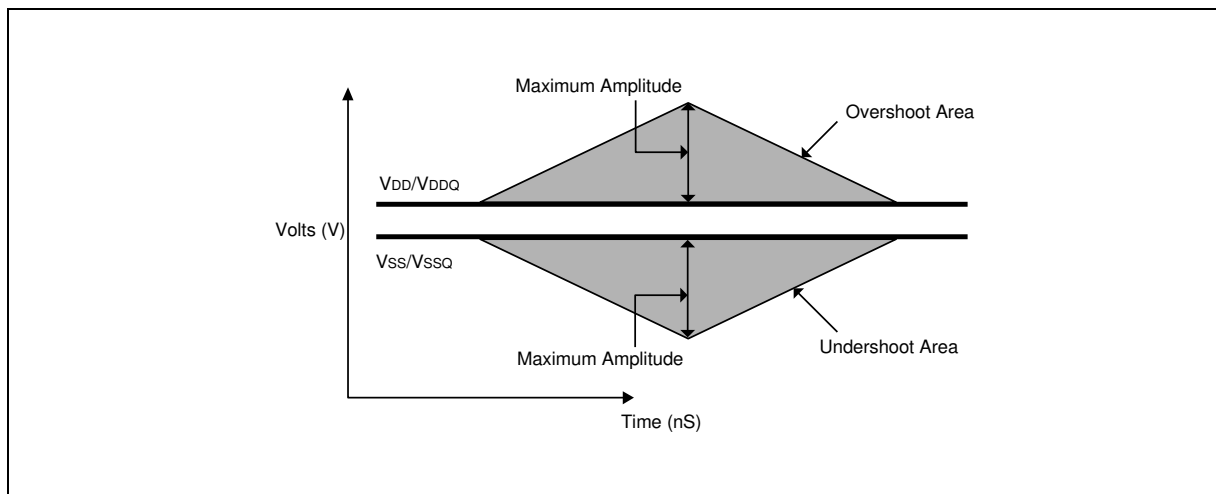 Maximum Amplitude
Overshoot Area
VDD/VDDQ
Volts (V)
VSS/VSSQ
Maximum Amplitude
Undershoot Area
Time (nS)